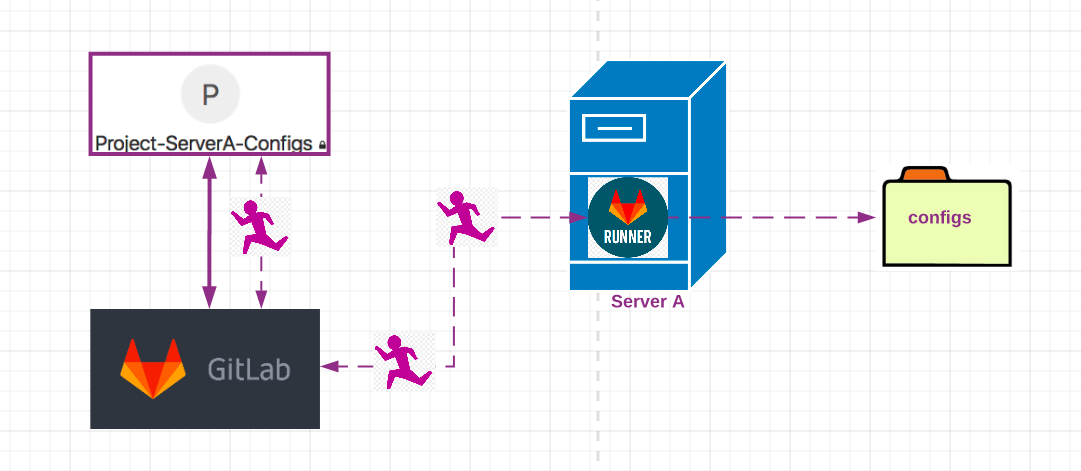 P
Project-ServerA-Configs
GitLab
RUNNER
Server A
configs